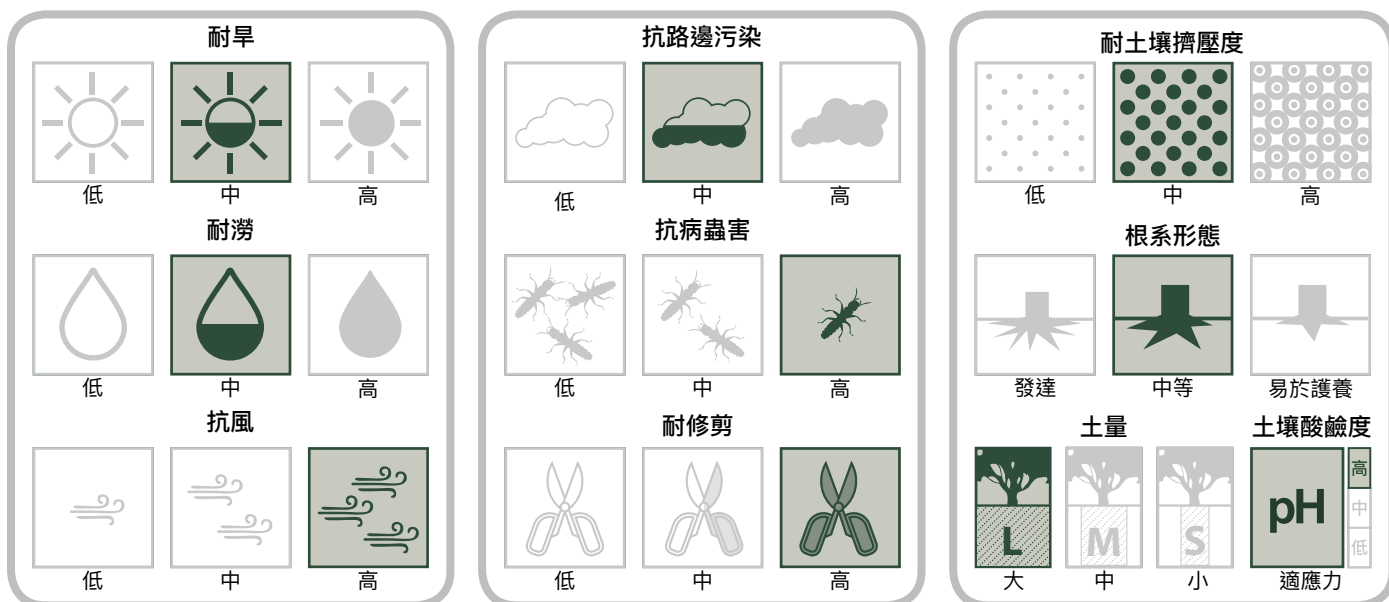 耐旱
低 中 高
耐澇
低 中 高
抗風
低 中 高
抗路邊污染
低 中 高
抗病蟲害
低 中 高
耐修剪
低 中 高
耐土壤擠壓度
低 中 高
根系形態
發達 中等 易於護養
土量 土壤酸鹼度
L M S pH 高 中 低
大 中 小 適應力